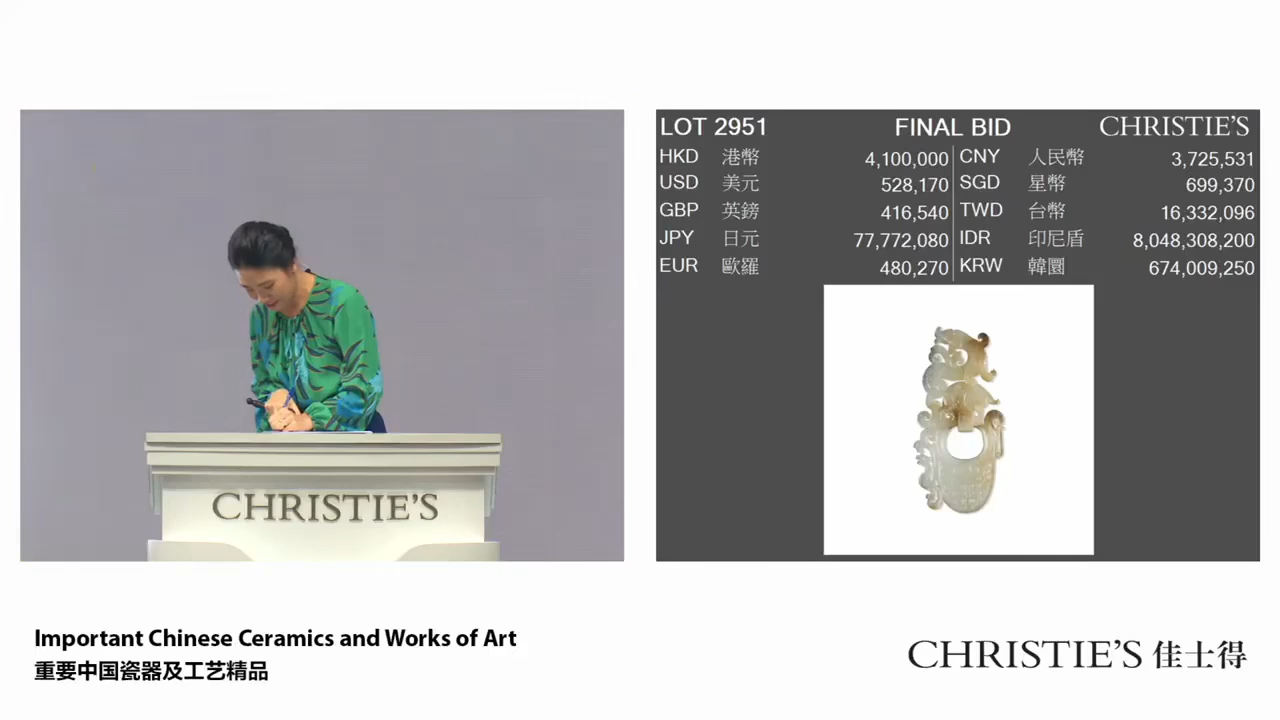 LOT 2951 FINAL BID CHRISTIE'S
HKD 港幣 4,100,000 CNY 人民幣 3,725,531
USD 美元 528,170 SGD 星幣 699,370
GBP 英鎊 416,540 TWD 台幣 16,332,096
JPY 日元 77,772,080 IDR 印尼盾 8,048,308,200
EUR 歐羅 480,270 KRW 韓圜 674,009,250
CHRISTIE'S
Important Chinese Ceramics and Works of Art
重要中国瓷器及工艺精品
CHRISTIE'S 佳士得